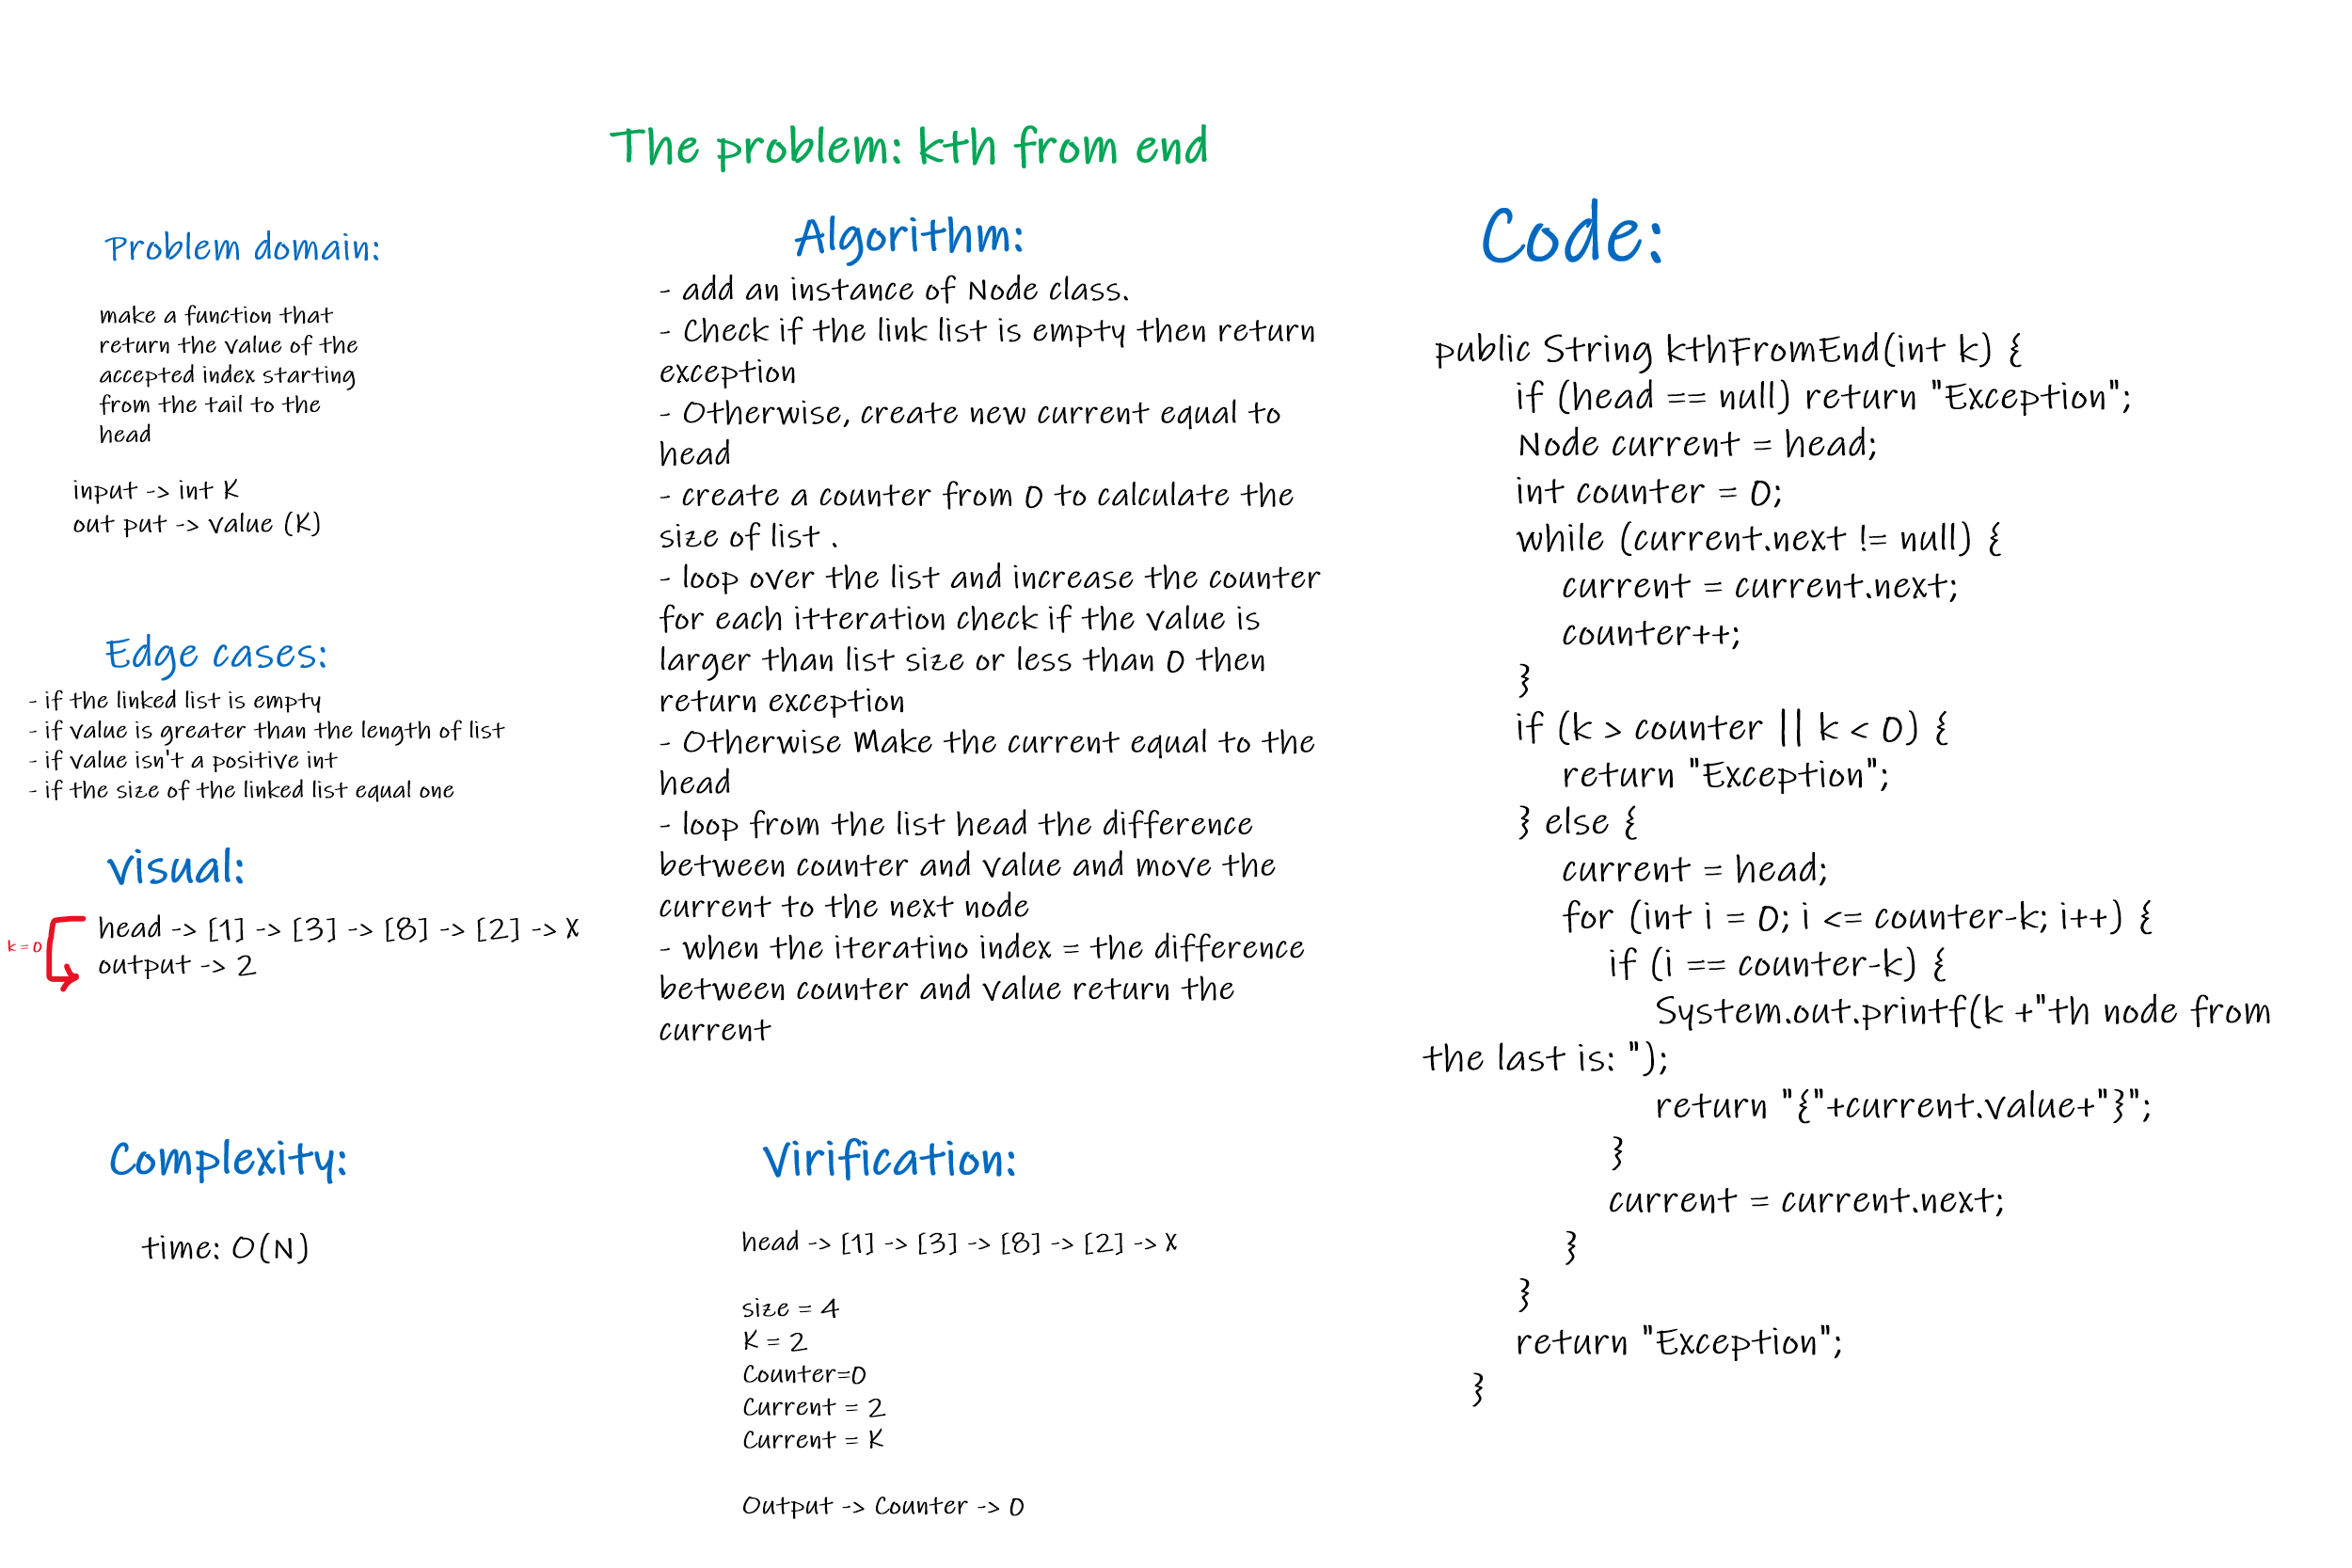 The problem: kth from end
Problem domain:
make a function that
return the value of the
accepted index starting
from the tail to the
head
input -> int K
out put -> value (K)
Edge cases:
- if the linked list is empty
- if value is greater than the length of list
- if value isn't a positive int
- if the size of the linked list equal one
visual:
k = 0
head -> [1] -> [3] -> [8] -> [2] -> X
output -> 2
Complexity:
time: O(N)
Algorithm:
- add an instance of Node class.
- Check if the link list is empty then return
exception
- Otherwise, create new current equal to
head
- create a counter from 0 to calculate the
size of list .
- loop over the list and increase the counter
for each itteration check if the value is
larger than list size or less than 0 then
return exception
- Otherwise Make the current equal to the
head
- loop from the list head the difference
between counter and value and move the
current to the next node
- when the iteratino index = the difference
between counter and value return the
current
Virification:
head -> [1] -> [3] -> [8] -> [2] -> X
size = 4
K = 2
Counter=0
Current = 2
Current = K
Output -> Counter -> 0
Code:
public String kthFromEnd(int k) {
if (head == null) return "Exception";
Node current = head;
int counter = 0;
while (current.next != null) {
current = current.next;
counter++;
}
if (k > counter || k < 0) {
return "Exception";
} else {
current = head;
for (int i = 0; i <= counter-k; i++) {
if (i == counter-k) {
System.out.printf(k +"th node from
the last is: ");
return "{"+current.value+"}";
}
current = current.next;
}
}
return "Exception";
}